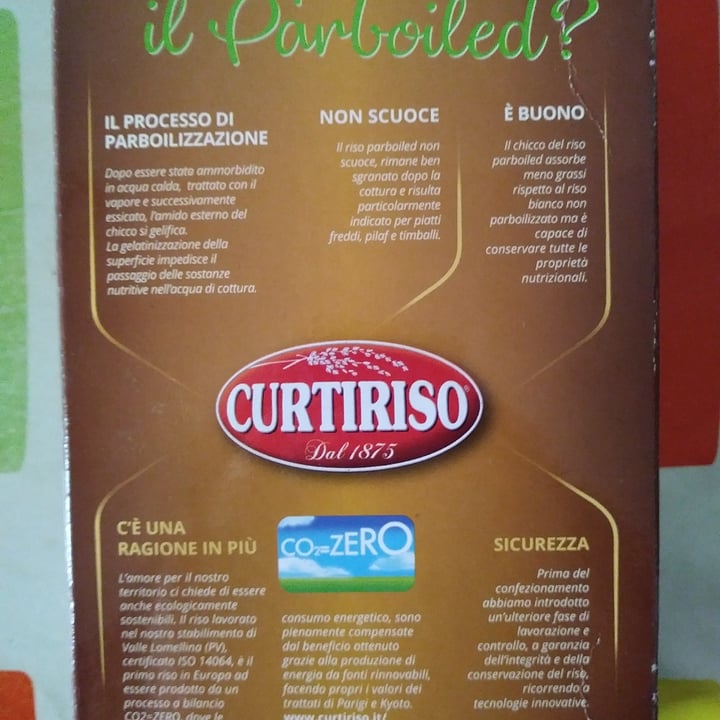 il Parboiled?
IL PROCESSO DI
PARBOILIZZAZIONE
Dopo essere stato ammorbidito
in acqua calda, trattato con il
vapore e successivamente
essicato, l'amido esterno del
chicco si gelifica.
La gelatinizzazione della
superficie impedisce il
passaggio delle sostanze
nutritive nell'acqua di cottura.
NON SCUOCE
Il riso parboiled non
scuoce, rimane ben
sgranato dopo la
cottura e risulta
particolarmente
indicato per piatti
freddi, pilaf e timballi.
È BUONO
Il chicco del riso
parboiled assorbe
meno grassi
rispetto al riso
bianco non
parboilizzato ma è
capace di
conservare tutte le
proprietà
nutrizionali.
CURTIRISO®
Dal 1875
C'È UNA
RAGIONE IN PIÙ
L'amore per il nostro
territorio ci chiede di essere
anche ecologicamente
sostenibili. Il riso lavorato
nel nostro stabilimento di
Valle Lomellina (PV),
certificato ISO 14064, è il
primo riso in Europa ad
essere prodotto da un
processo a bilancio
CO2=ZERO, dove le
CO₂=ZERO
consumo energetico, sono
pienamente compensate
dal beneficio ottenuto
grazie alla produzione di
energia da fonti rinnovabili,
facendo propri i valori dei
trattati di Parigi e Kyoto.
www.curtiriso.it/
SICUREZZA
Prima del
confezionamento
abbiamo introdotto
un'ulteriore fase di
lavorazione e
controllo, a garanzia
dell'integrità e della
conservazione del riso,
ricorrendo a
tecnologie innovative.